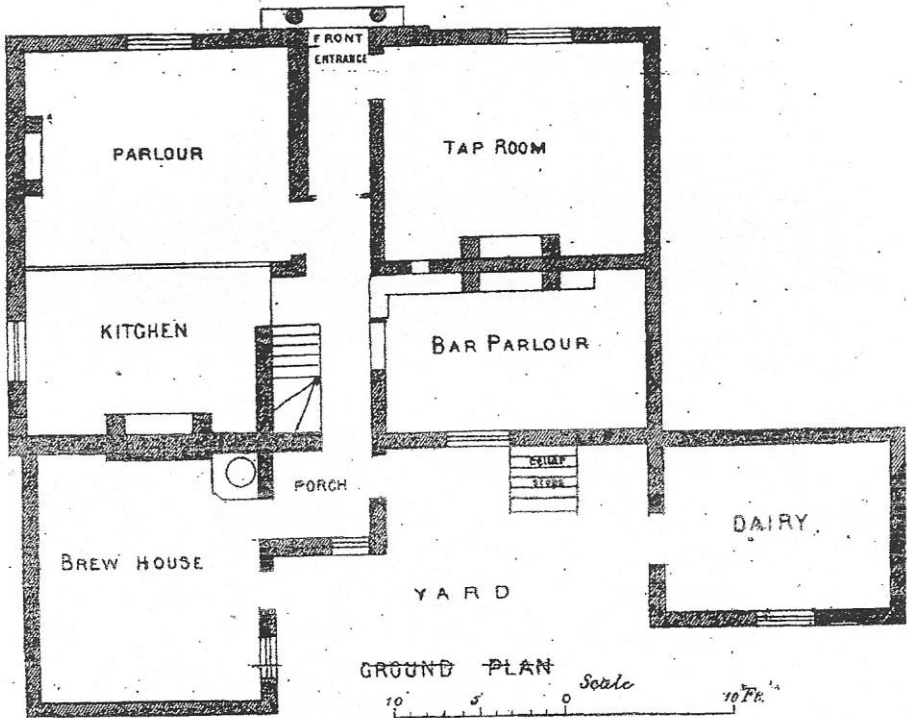 FRONT
ENTRANCE
PARLOUR
TAP ROOM
KITCHEN
BAR PARLOUR
CELLAR
STEPS
PORCH
DAIRY
BREW HOUSE
YARD
GROUND PLAN
Scale
10 5 0 10 Ft.